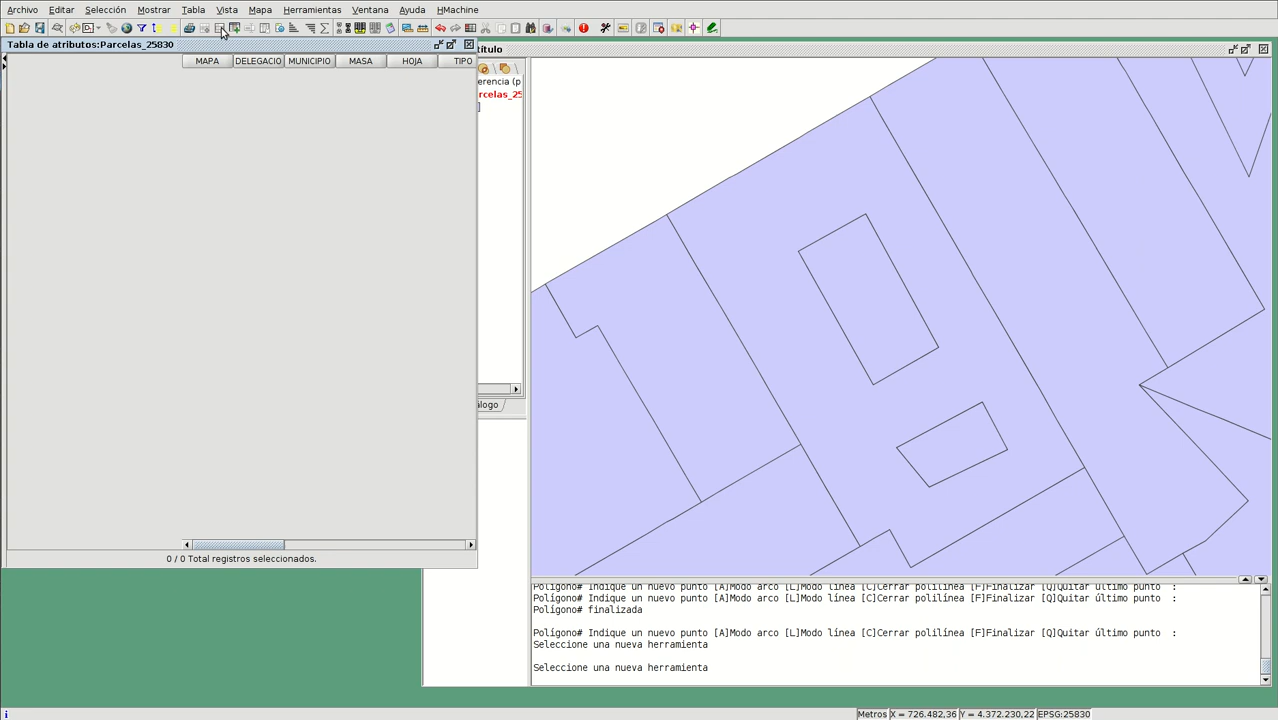 Archivo Editar Selección Mostrar Tabla Vista Mapa Herramientas Ventana Ayuda HMachine
Tabla de atributos:Parcelas_25830
MAPA DELEGACIO MUNICIPIO MASA HOJA TIPO
0 / 0 Total registros seleccionados.
título
erencia (p
rcelas_25
]
álogo
Polígono# Indique un nuevo punto [A]Modo arco [L]Modo línea [C]Cerrar polilínea [F]Finalizar [Q]Quitar último punto :
Polígono# Indique un nuevo punto [A]Modo arco [L]Modo línea [C]Cerrar polilínea [F]Finalizar [Q]Quitar último punto :
Polígono# finalizada
Polígono# Indique un nuevo punto [A]Modo arco [L]Modo línea [C]Cerrar polilínea [F]Finalizar [Q]Quitar último punto :
Seleccione una nueva herramienta
Seleccione una nueva herramienta
Metros X = 726.482,36 Y = 4.372.230,22 EPSG:25830